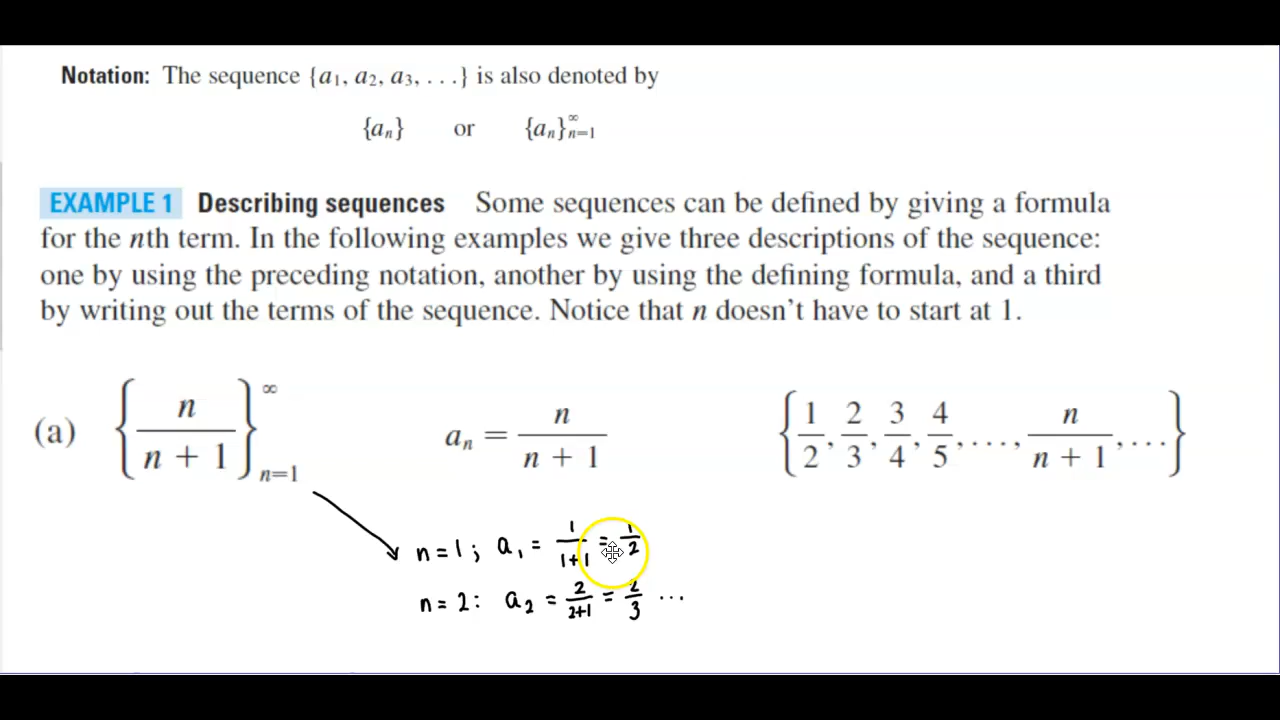 Notation: The sequence {a₁, a₂, a₃, . . .} is also denoted by
{aₙ} or {aₙ}ₙ₌₁^∞
EXAMPLE 1 Describing sequences Some sequences can be defined by giving a formula
for the nth term. In the following examples we give three descriptions of the sequence:
one by using the preceding notation, another by using the defining formula, and a third
by writing out the terms of the sequence. Notice that n doesn't have to start at 1.
(a) {n/(n + 1)}ₙ₌₁^∞ aₙ = n/(n + 1) {1/2, 2/3, 3/4, 4/5, . . . . , n/(n + 1), . . .}
n = 1; a₁ = 1/(1+1) = 1/2
n = 2: a₂ = 2/(2+1) = 2/3 ...